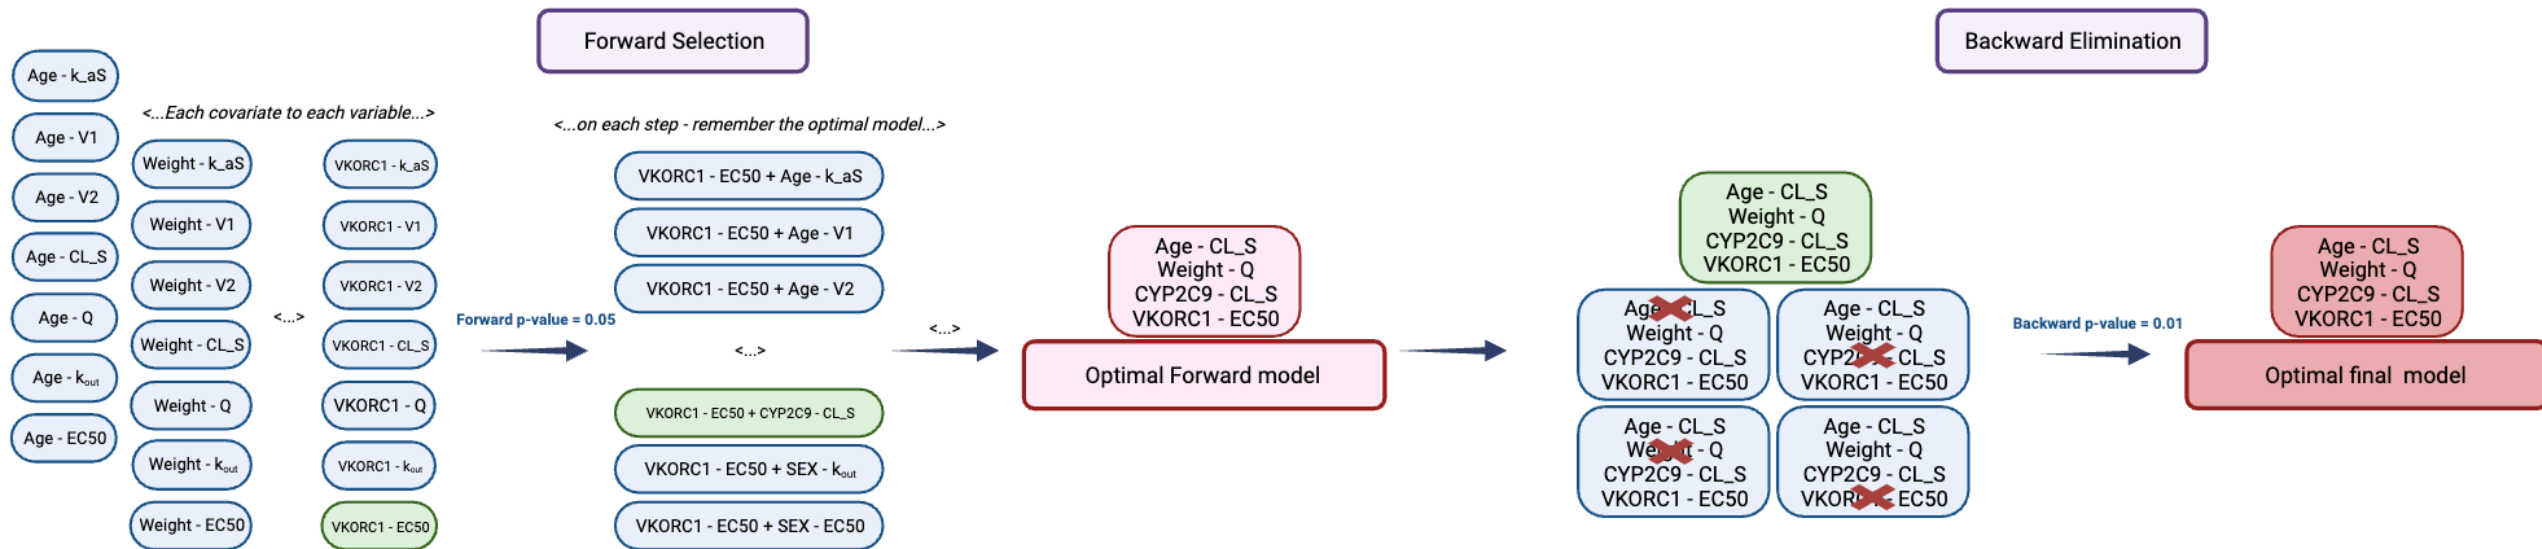 Forward Selection
Backward Elimination
Age - k_aS
Age - V1
Age - V2
Age - CL_S
Age - Q
Age - kout
Age - EC50
<...Each covariate to each variable...>
Weight - k_aS
Weight - V1
Weight - V2
Weight - CL_S
Weight - Q
Weight - kout
Weight - EC50
<...>
VKORC1 - k_aS
VKORC1 - V1
VKORC1 - V2
VKORC1 - CL_S
VKORC1 - Q
VKORC1 - kout
VKORC1 - EC50
Forward p-value = 0.05
<...on each step - remember the optimal model...>
VKORC1 - EC50 + Age - k_aS
VKORC1 - EC50 + Age - V1
VKORC1 - EC50 + Age - V2
<...>
VKORC1 - EC50 + CYP2C9 - CL_S
VKORC1 - EC50 + SEX - kout
VKORC1 - EC50 + SEX - EC50
<...>
Age - CL_S
Weight - Q
CYP2C9 - CL_S
VKORC1 - EC50
Optimal Forward model
Age - CL_S
Weight - Q
CYP2C9 - CL_S
VKORC1 - EC50
Age - CL_S
Weight - Q
CYP2C9 - CL_S
VKORC1 - EC50
Age - CL_S
Weight - Q
CYP2C9 - CL_S
VKORC1 - EC50
Age - CL_S
Weight - Q
CYP2C9 - CL_S
VKORC1 - EC50
Age - CL_S
Weight - Q
CYP2C9 - CL_S
VKORC1 - EC50
Backward p-value = 0.01
Age - CL_S
Weight - Q
CYP2C9 - CL_S
VKORC1 - EC50
Optimal final model